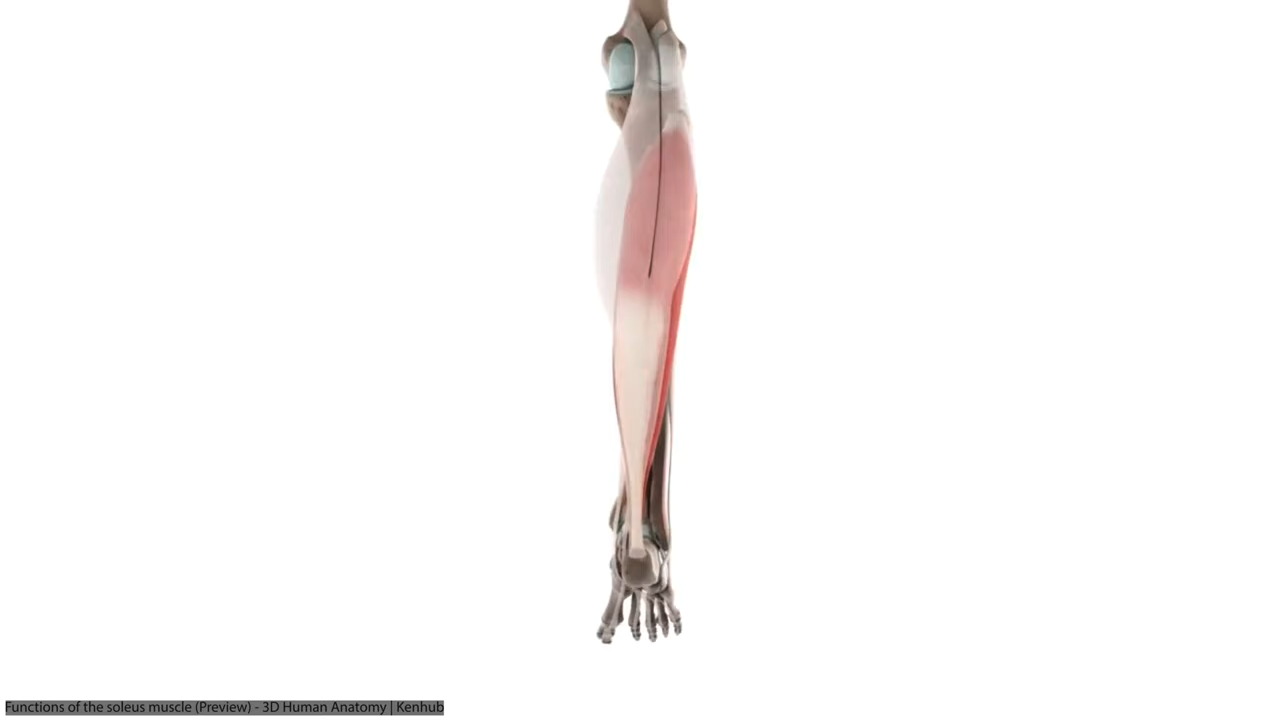 Functions of the soleus muscle (Preview) - 3D Human Anatomy | Kenhub